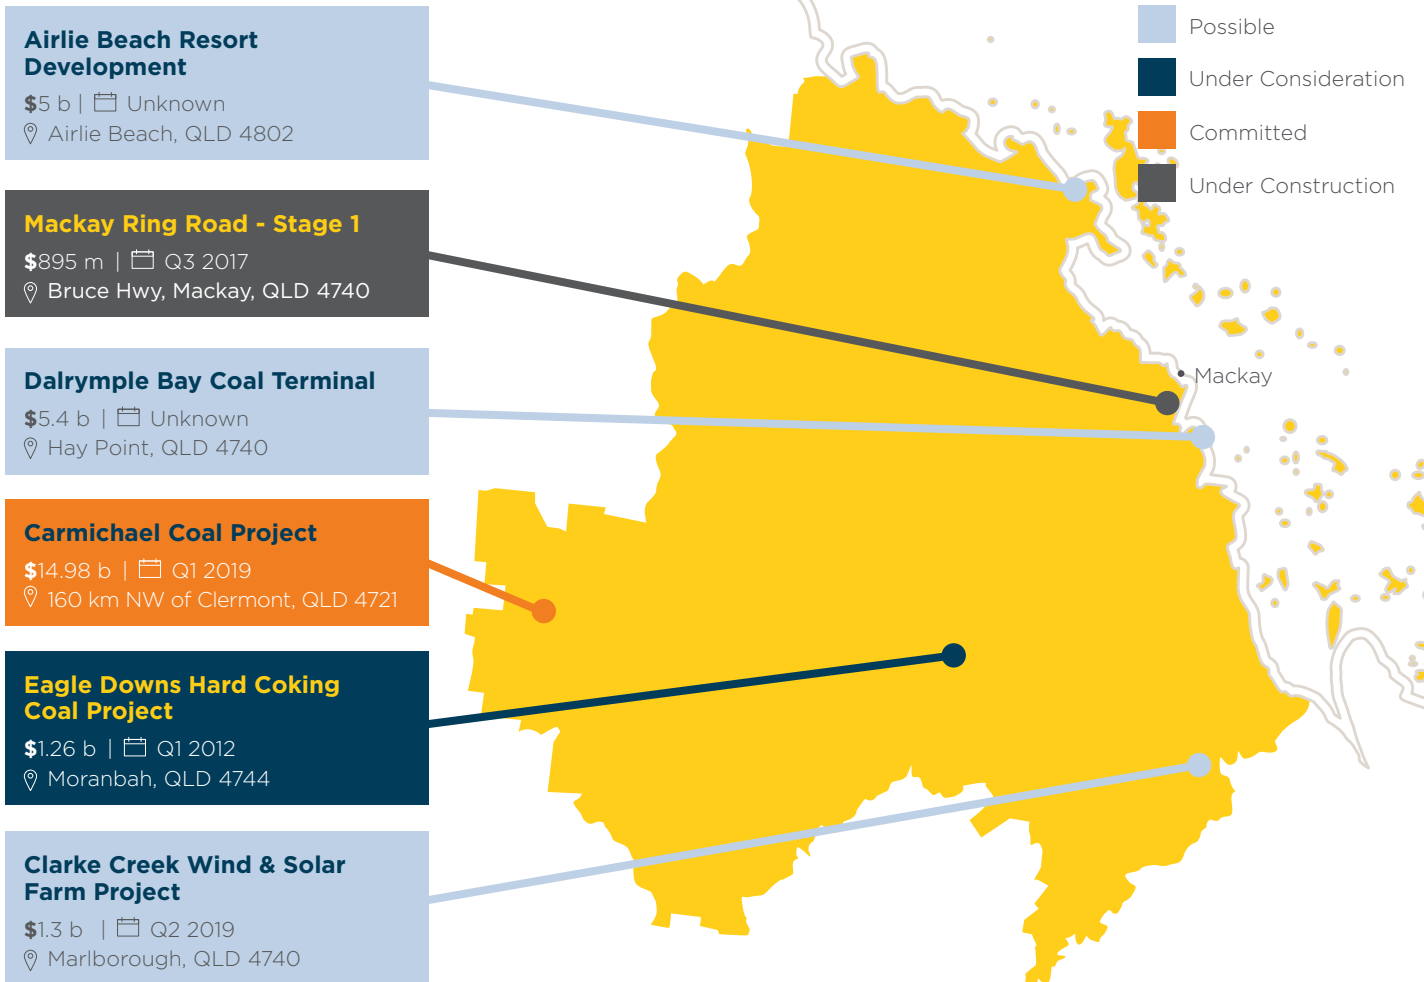 Airlie Beach Resort
Development
$5 b | Unknown
Airlie Beach, QLD 4802
Mackay Ring Road - Stage 1
$895 m | Q3 2017
Bruce Hwy, Mackay, QLD 4740
Dalrymple Bay Coal Terminal
$5.4 b | Unknown
Hay Point, QLD 4740
Carmichael Coal Project
$14.98 b | Q1 2019
160 km NW of Clermont, QLD 4721
Eagle Downs Hard Coking
Coal Project
$1.26 b | Q1 2012
Moranbah, QLD 4744
Clarke Creek Wind & Solar
Farm Project
$1.3 b | Q2 2019
Marlborough, QLD 4740
Possible
Under Consideration
Committed
Under Construction
Mackay